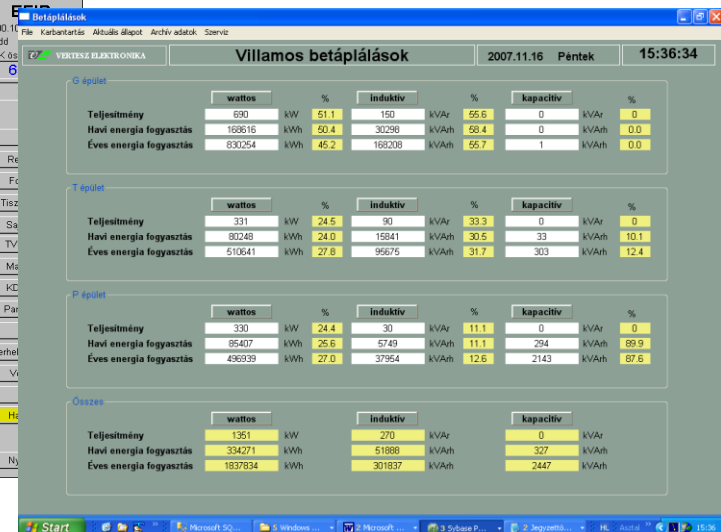 Betáplálások
File Karbantartás Aktuális állapot Archív adatok Szerviz
VERTESZ ELEKTRONIKA Villamos betáplálások 2007.11.16 Péntek 15:36:34
G épület
wattos % induktív % kapacitív %
Teljesítmény 690 kW 51.1 150 kVAr 55.6 0 kVAr 0
Havi energia fogyasztás 168616 kWh 50.4 30298 kVArh 58.4 0 kVArh 0.0
Éves energia fogyasztás 830254 kWh 45.2 168208 kVArh 55.7 1 kVArh 0.0
T épület
wattos % induktív % kapacitív %
Teljesítmény 331 kW 24.5 90 kVAr 33.3 0 kVAr 0
Havi energia fogyasztás 80248 kWh 24.0 15841 kVArh 30.5 33 kVArh 10.1
Éves energia fogyasztás 510641 kWh 27.8 95675 kVArh 31.7 303 kVArh 12.4
P épület
wattos % induktív % kapacitív %
Teljesítmény 330 kW 24.4 30 kVAr 11.1 0 kVAr 0
Havi energia fogyasztás 85407 kWh 25.6 5749 kVArh 11.1 294 kVArh 89.9
Éves energia fogyasztás 496939 kWh 27.0 37954 kVArh 12.6 2143 kVArh 87.6
Összes
wattos induktív kapacitív
Teljesítmény 1351 kW 270 kVAr 0 kVAr
Havi energia fogyasztás 334271 kWh 51888 kVArh 327 kVArh
Éves energia fogyasztás 1837834 kWh 301837 kVArh 2447 kVArh
Start Microsoft SQ... 5 Windows ... 2 Microsoft ... 3 Sybase P... 2 Jegyzettö... HL Asztal 15:36